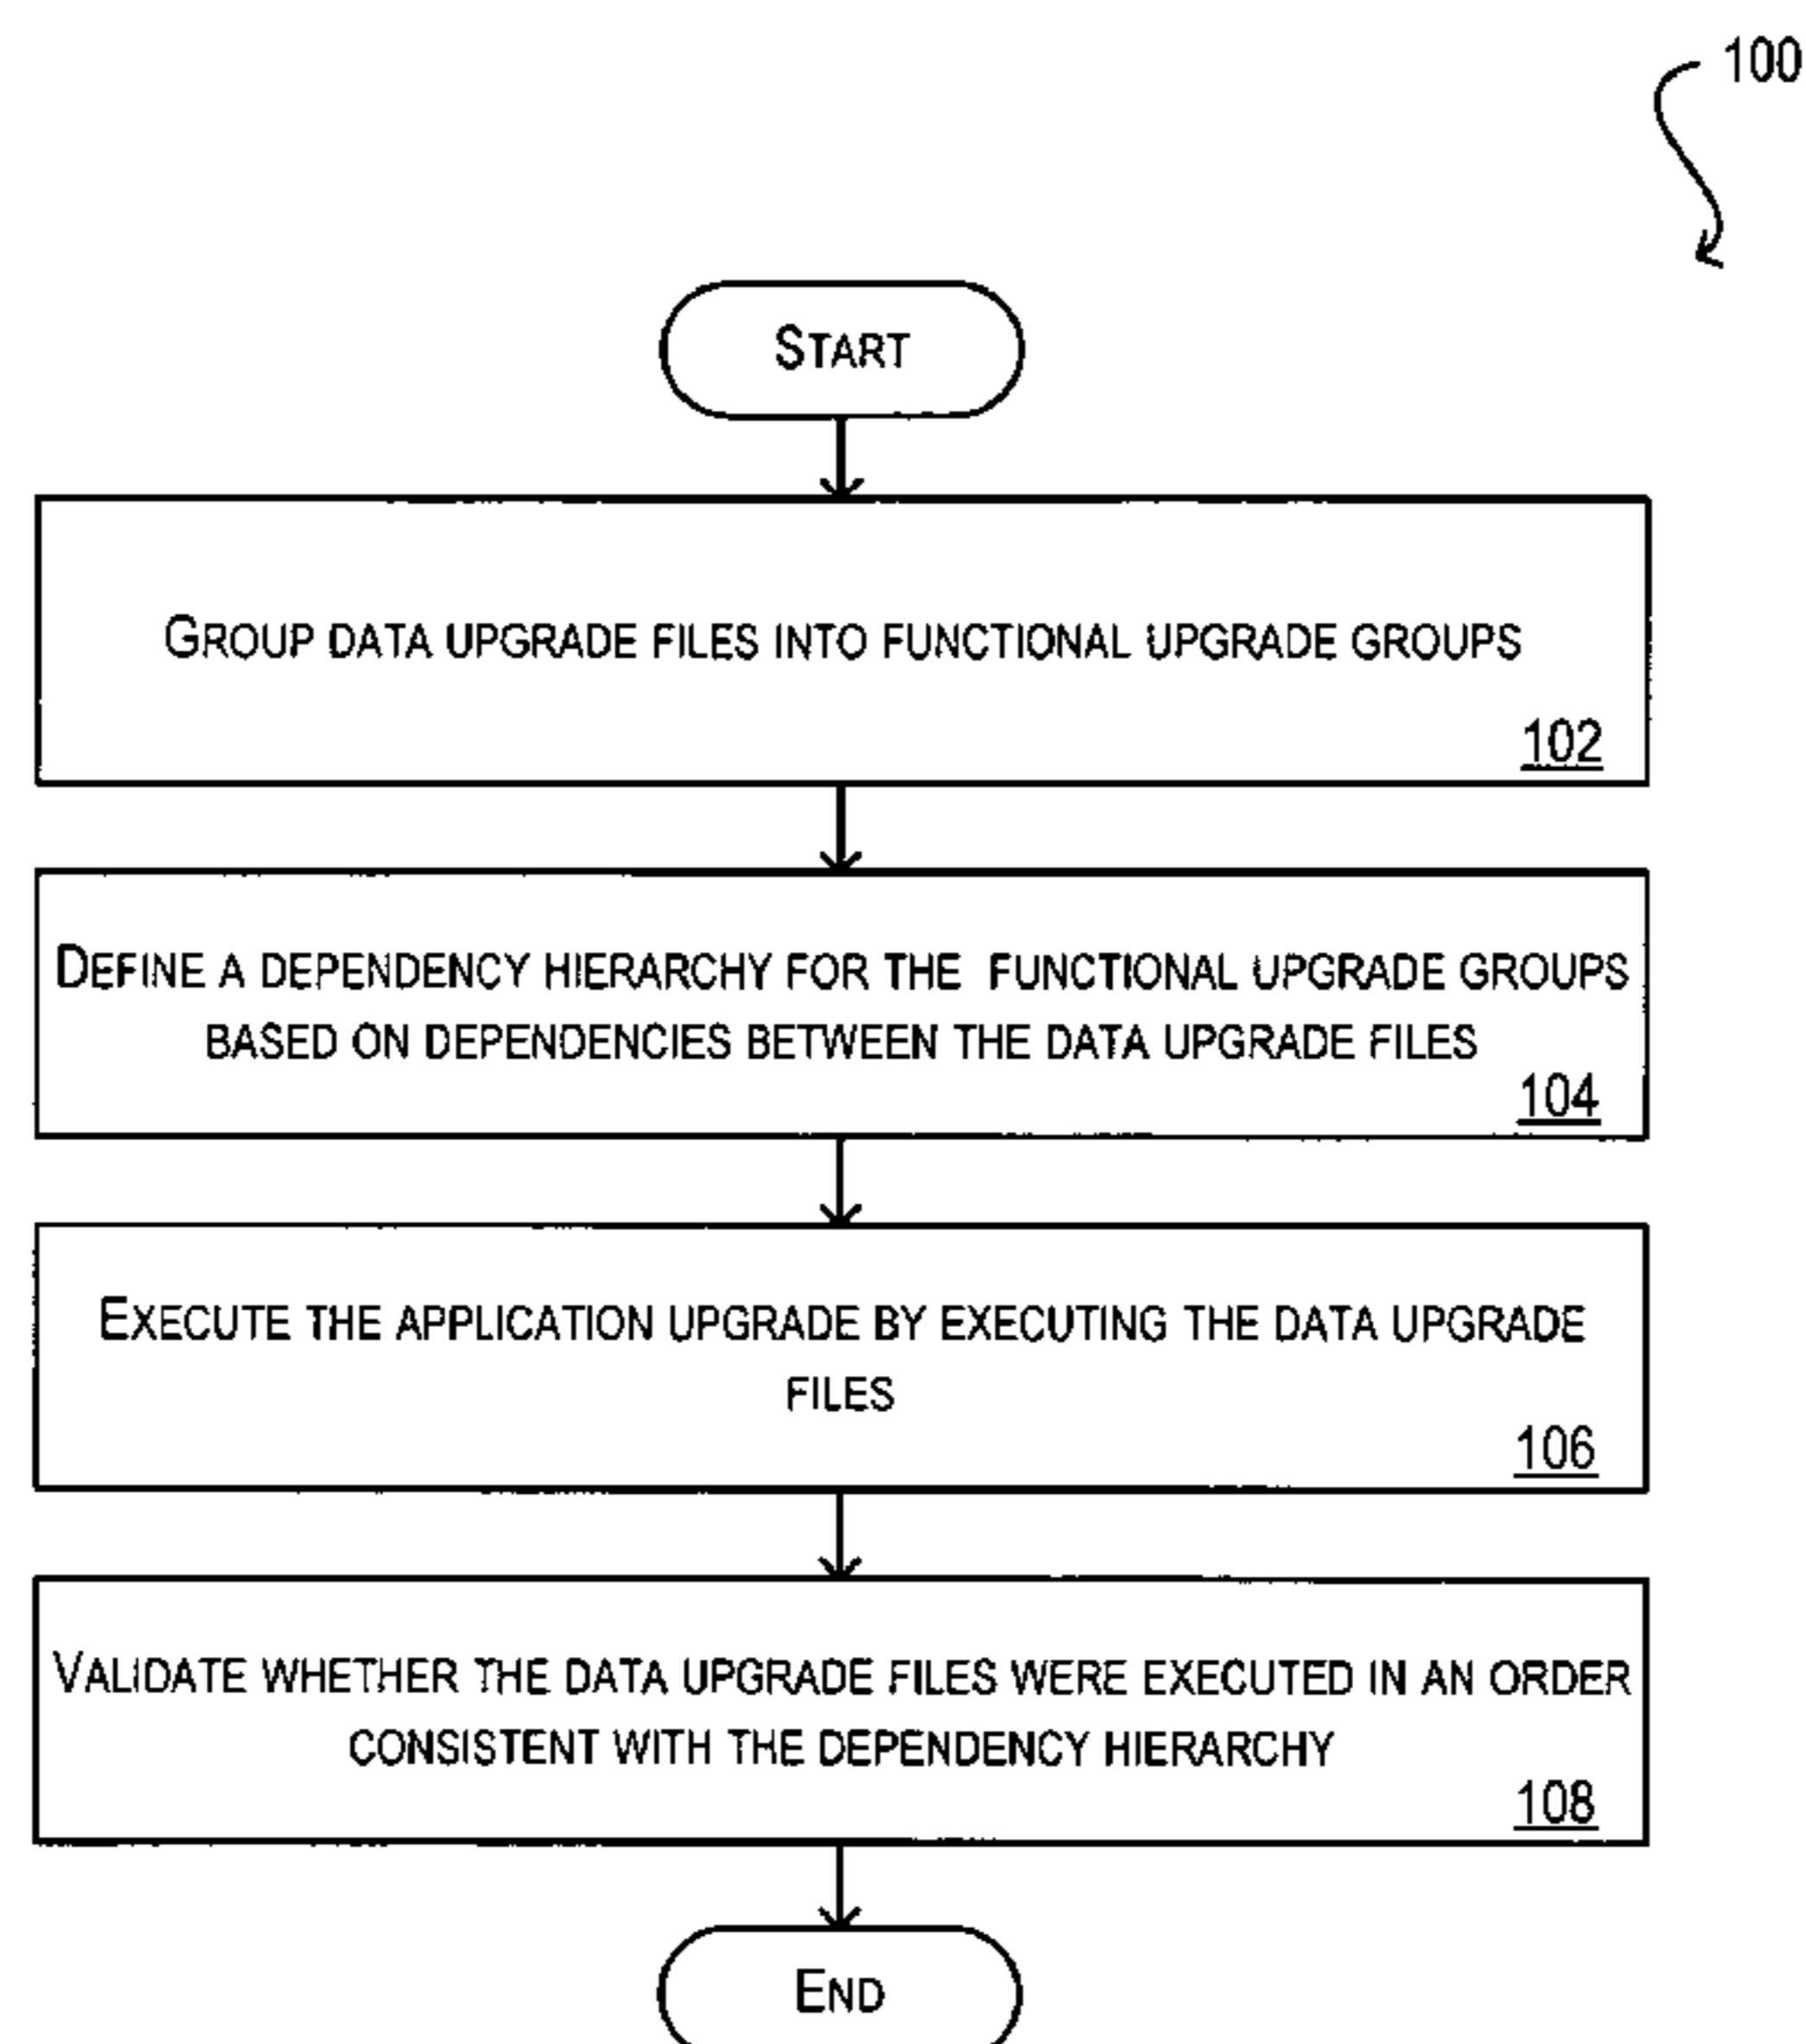 100
START
GROUP DATA UPGRADE FILES INTO FUNCTIONAL UPGRADE GROUPS
102
DEFINE A DEPENDENCY HIERARCHY FOR THE FUNCTIONAL UPGRADE GROUPS
BASED ON DEPENDENCIES BETWEEN THE DATA UPGRADE FILES
104
EXECUTE THE APPLICATION UPGRADE BY EXECUTING THE DATA UPGRADE
FILES
106
VALIDATE WHETHER THE DATA UPGRADE FILES WERE EXECUTED IN AN ORDER
CONSISTENT WITH THE DEPENDENCY HIERARCHY
108
END